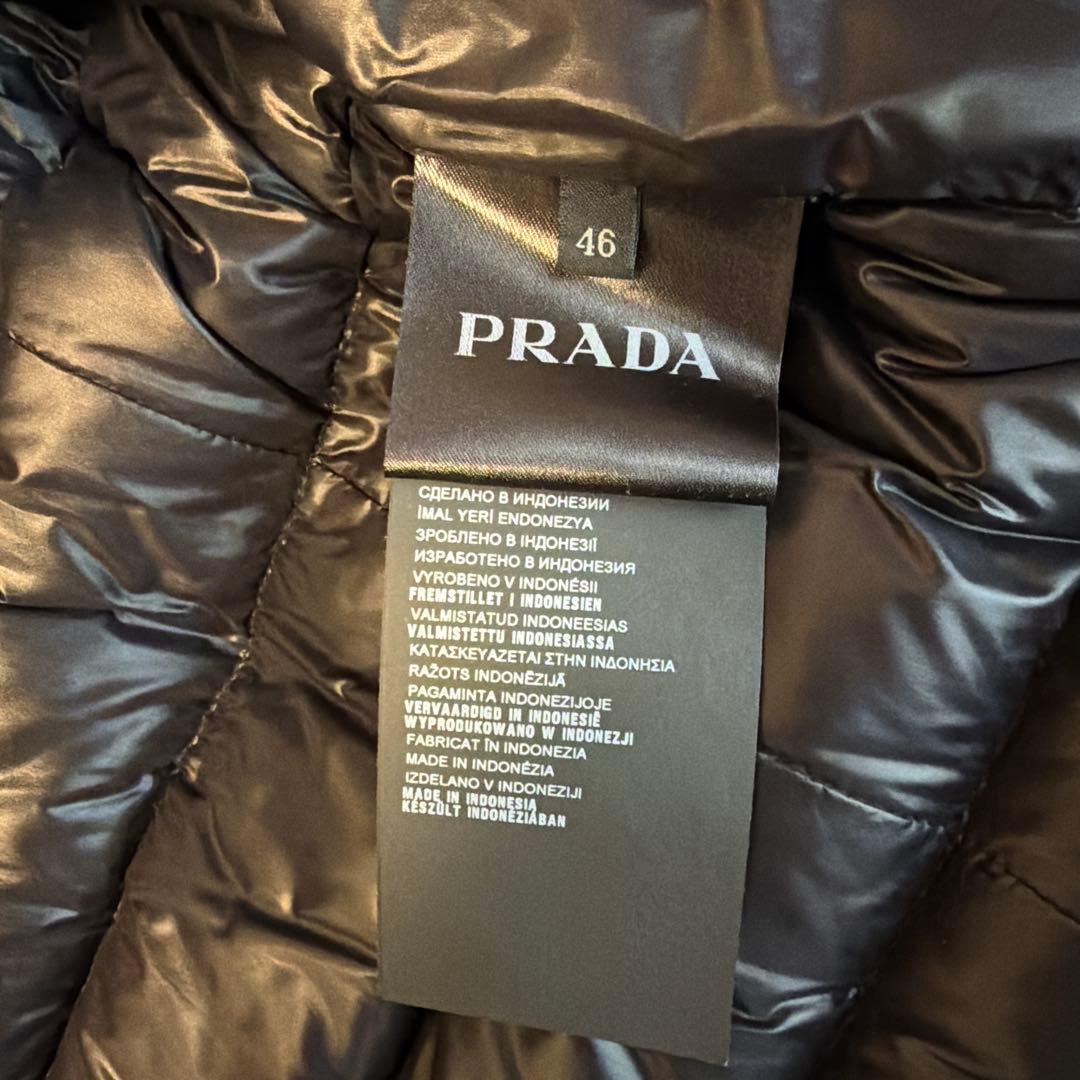 46
PRADA
СДЕЛАНО В ИНДОНЕЗИИ
İMAL YERİ ENDONEZYA
ЗРОБЛЕНО В ІНДОНЕЗІЇ
ИЗРАБОТЕНО В ИНДОНЕЗИЯ
VYROBENO V INDONÉSII
FREMSTILLET I INDONESIEN
VALMISTATUD INDONEESIAS
VALMISTETTU INDONESIASSA
ΚΑΤΑΣΚΕΥΑΖΕΤΑΙ ΣΤΗΝ ΙΝΔΟΝΗΣΙΑ
RAŽOTS INDONĒZIJĀ
PAGAMINTA INDONEZIJOJE
VERVAARDIGD IN INDONESIË
WYPRODUKOWANO W INDONEZJI
FABRICAT ÎN INDONEZIA
MADE IN INDONÉZIA
IZDELANO V INDONEZIJI
MADE IN INDONESIA
KÉSZÜLT INDONÉZIÁBAN